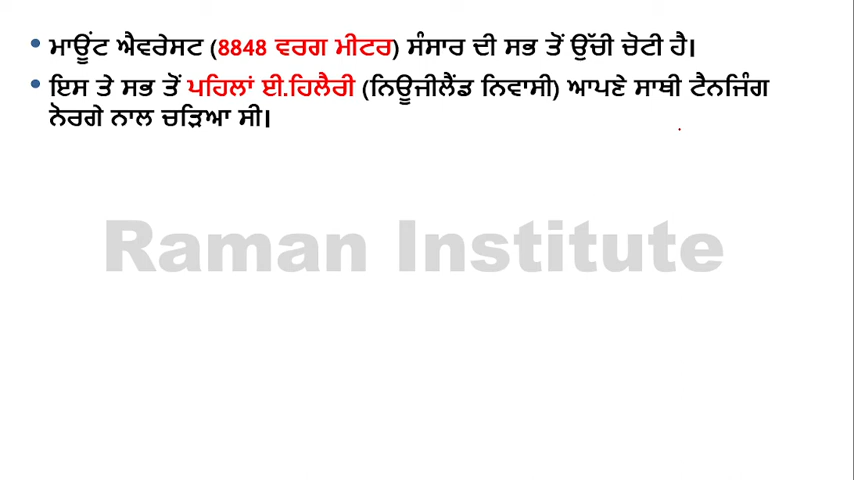 • ਮਾਊਂਟ ਐਵਰੇਸਟ (8848 ਵਰਗ ਮੀਟਰ) ਸੰਸਾਰ ਦੀ ਸਭ ਤੋਂ ਉੱਚੀ ਚੋਟੀ ਹੈ।
• ਇਸ ਤੇ ਸਭ ਤੋਂ ਪਹਿਲਾਂ ਈ.ਹਿਲੈਰੀ (ਨਿਊਜੀਲੈਂਡ ਨਿਵਾਸੀ) ਆਪਣੇ ਸਾਥੀ ਟੈਨਜਿੰਗ
ਨੋਰਗੇ ਨਾਲ ਚੜਿਆ ਸੀ।
Raman Institute